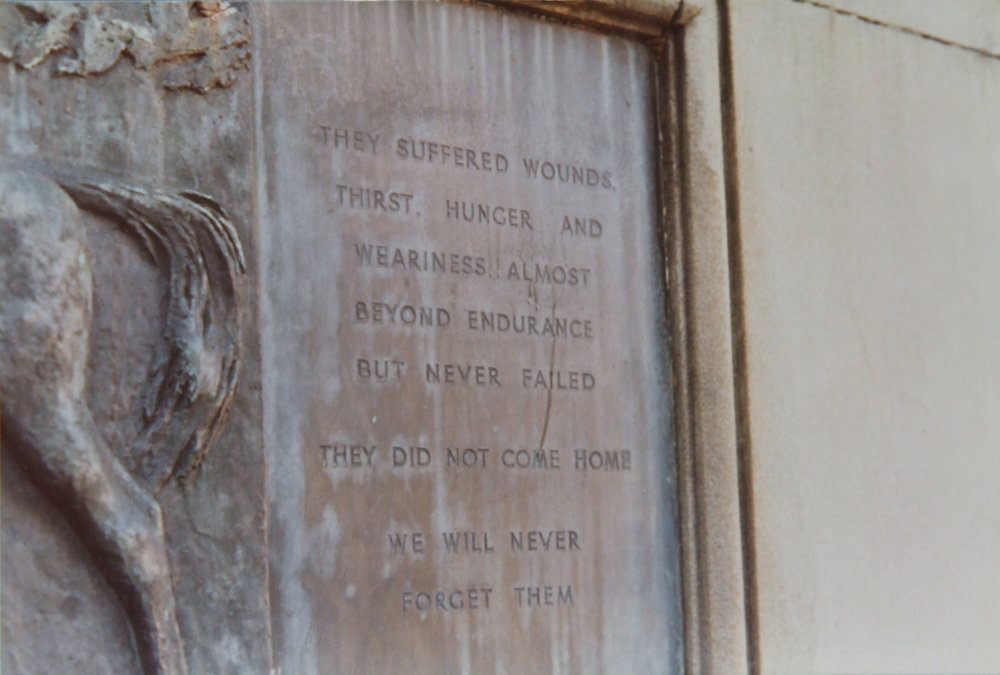 THEY SUFFERED WOUNDS,
THIRST, HUNGER AND
WEARINESS ALMOST
BEYOND ENDURANCE
BUT NEVER FAILED
THEY DID NOT COME HOME
WE WILL NEVER
FORGET THEM